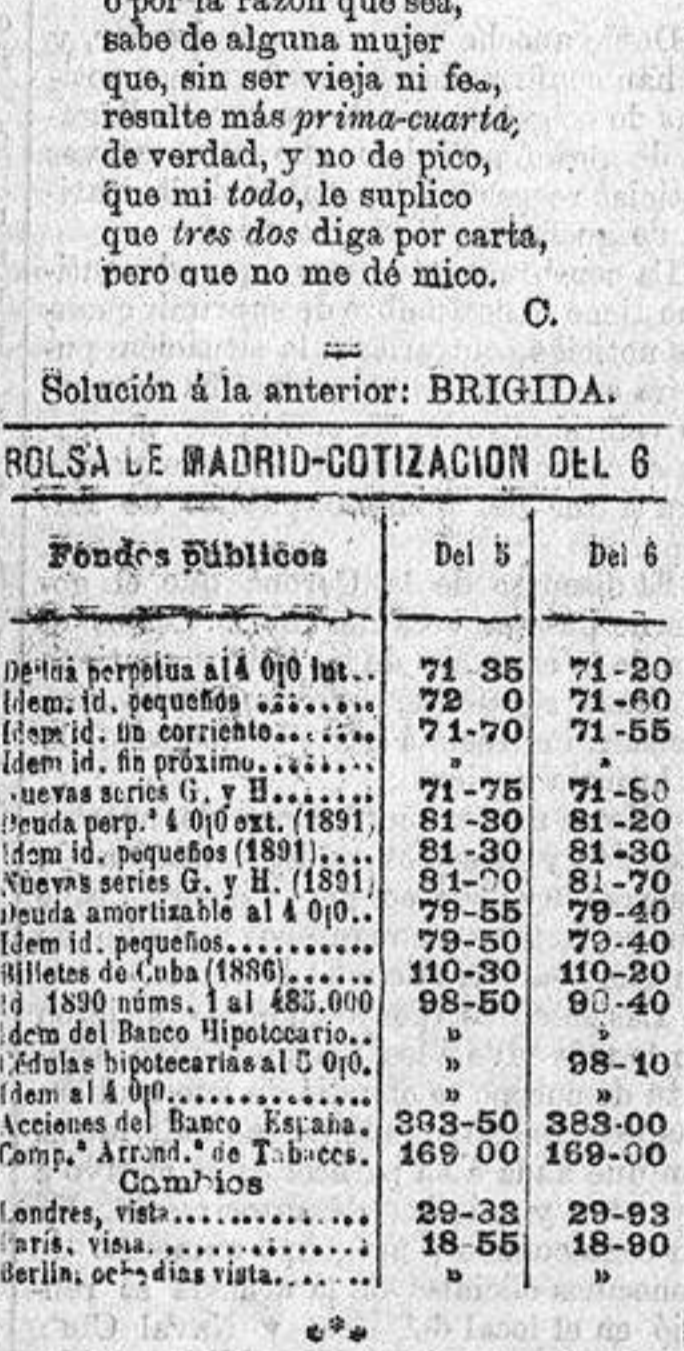 o por la razón que sea,
sabe de alguna mujer
que, sin ser vieja ni fea,
resulte más prima-cuarta;
de verdad, y no de pico,
que mi todo, le suplico
que tres dos diga por carta,
pero que no me dé mico.
C.
Solución á la anterior: BRIGIDA.
BOLSA DE MADRID-COTIZACION DEL 6
Fondos públicos Del 5 Del 6
Deuda perpetua al 4 0|0 int.. 71 35 71-20
Idem. id. pequeños ......... 72 0 71-60
Idem id. fin corriente....... 71-70 71-55
Idem id. fin próximo........ » »
Nuevas series G. y H....... 71-75
Deuda perp.ª 4 0|0 ext. (1891) 81-30 81-20
Idem id. pequeños (1891).... 81-30 81-30
Nuevas series G. y H. (1891) 81-70
Deuda amortizable al 4 0|0.. 79-55 79-40
Idem id. pequeños.......... 79-50 79-40
Billetes de Cuba (1886)...... 110-30 110-20
Id 1890 núms. 1 al 485.000 98-50
Idem del Banco Hipotecario.. » »
Cédulas hipotecarias al 5 0|0. » 98-10
Idem al 4 0|0.............. » »
Acciones del Banco España. 383-50 383-00
Comp.ª Arrend.ª de Tabacos. 169 00 169-00
Cambios
Londres, vista............. 29-93
París, vista. ............. 18-55 18-90
Berlin, ocho dias vista....... » »